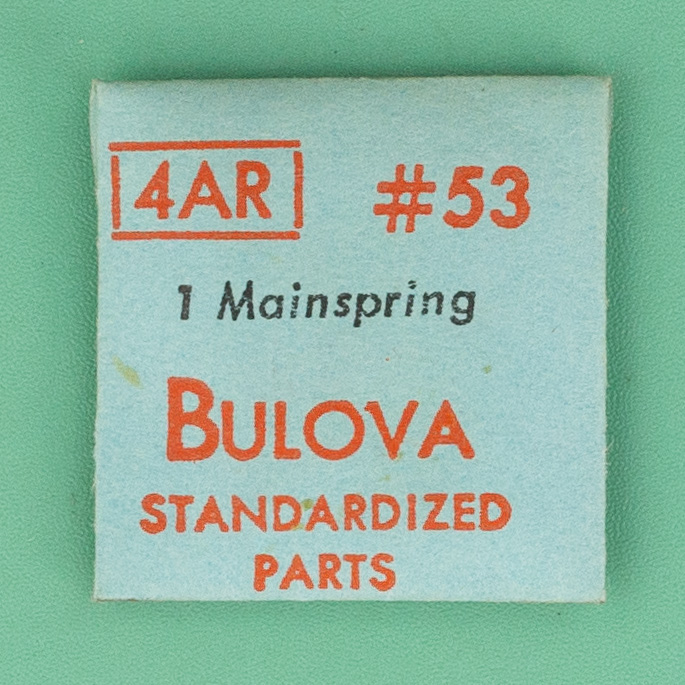 4AR #53
1 Mainspring
BULOVA
STANDARDIZED
PARTS